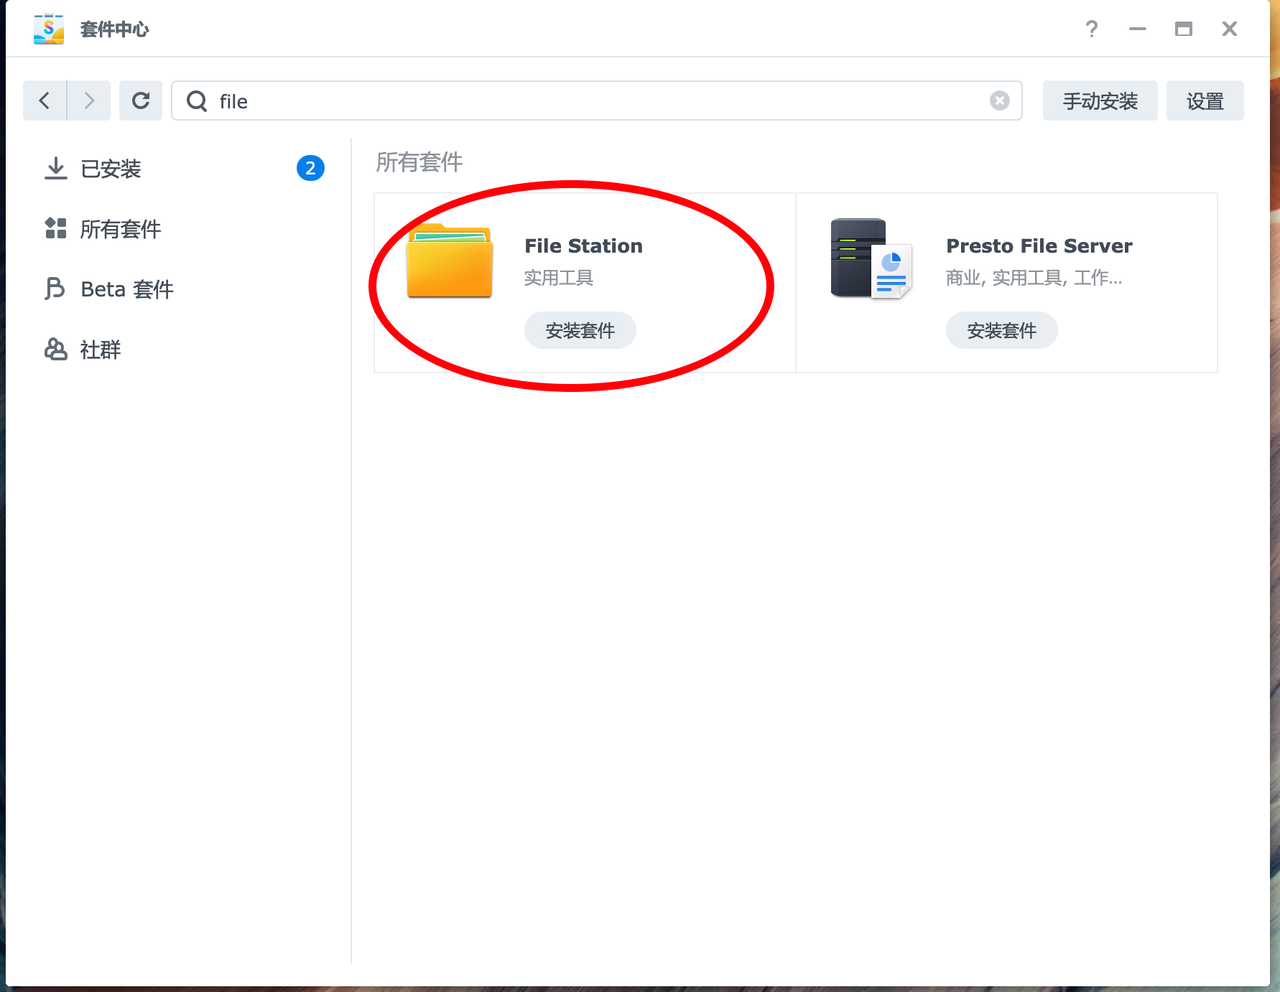 套件中心
file
手动安装
设置
已安装
2
所有套件
Beta 套件
社群
所有套件
File Station
实用工具
安装套件
Presto File Server
商业, 实用工具, 工作...
安装套件